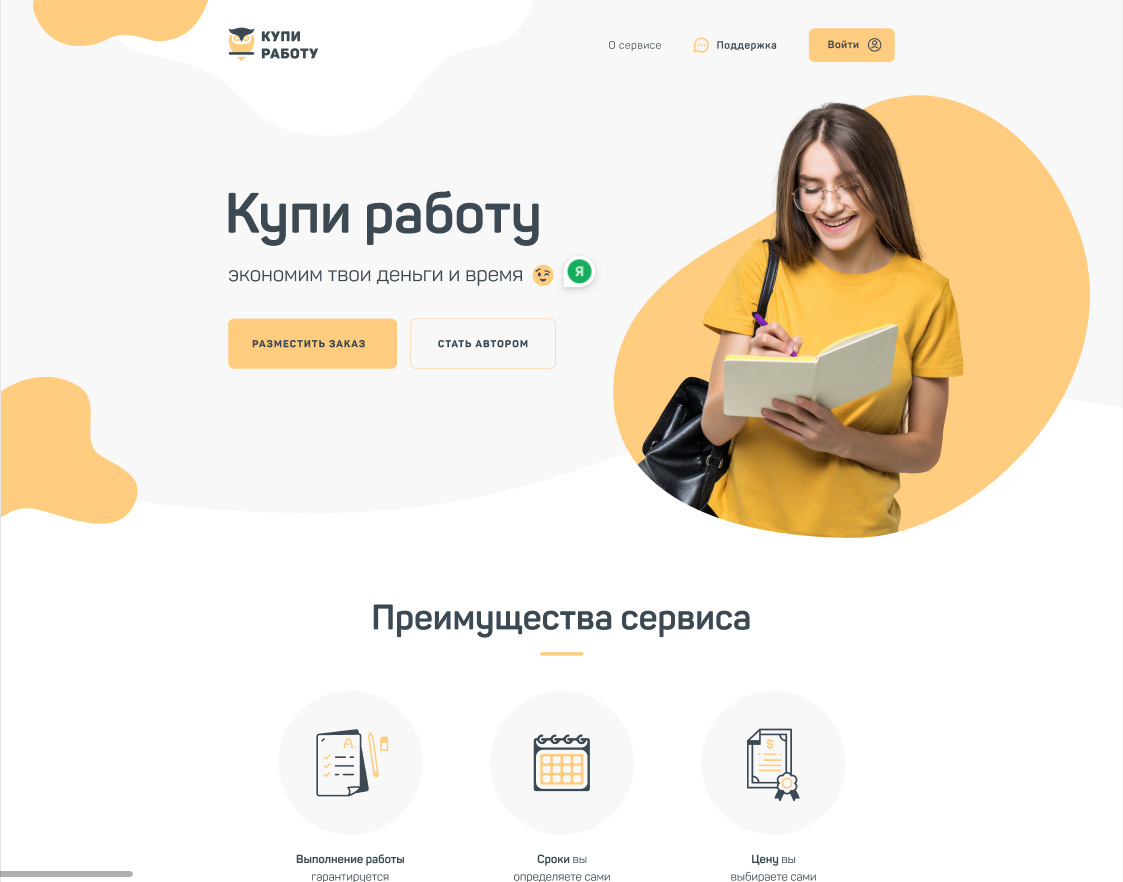 КУПИ
РАБОТУ
О сервисе
Поддержка
Войти
Купи работу
экономим твои деньги и время
Я
РАЗМЕСТИТЬ ЗАКАЗ
СТАТЬ АВТОРОМ
Преимущества сервиса
A
$
Выполнение работы
гарантируется
Сроки вы
определяете сами
Цену вы
выбираете сами